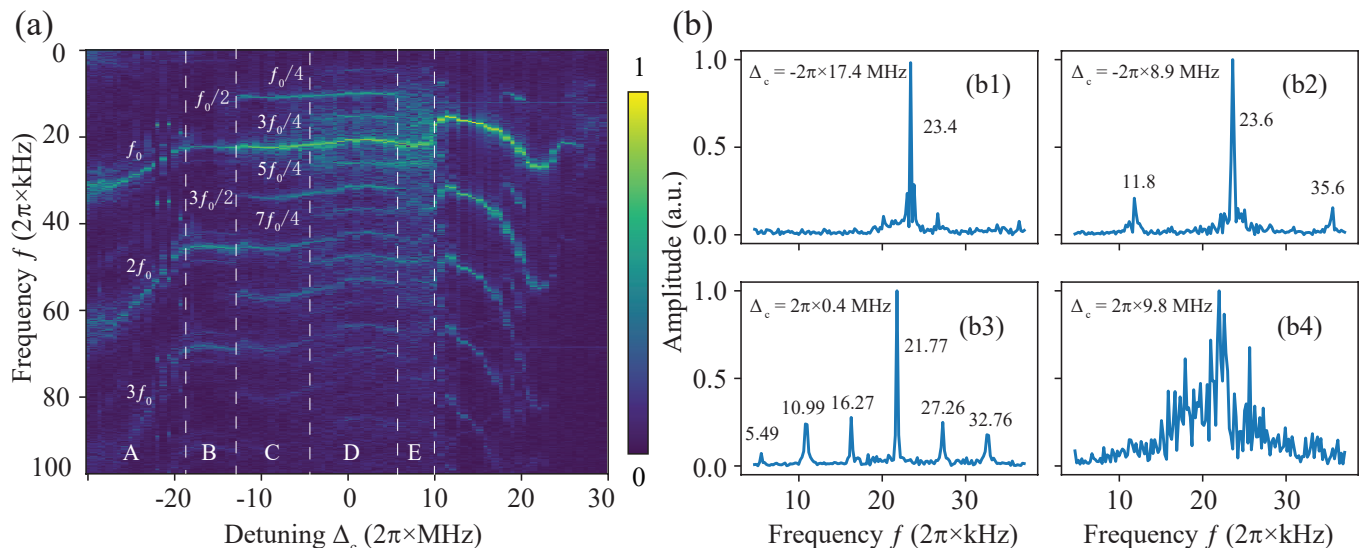 (a)
0
20
40
60
80
100
Frequency f (2π×kHz)
f₀/4
f₀/2
3f₀/4
f₀
5f₀/4
3f₀/2
7f₀/4
2f₀
3f₀
A B C D E
-20 -10 0 10 20 30
Detuning Δc (2π×MHz)
1
0
(b)
Amplitude (a.u.)
1.0
0.5
0.0
Δc = -2π×17.4 MHz
(b1)
23.4
Δc = -2π×8.9 MHz
(b2)
23.6
11.8
35.6
1.0
0.5
0.0
Δc = 2π×0.4 MHz
(b3)
21.77
5.49
10.99
16.27
27.26
32.76
10 20 30
Frequency f (2π×kHz)
Δc = 2π×9.8 MHz
(b4)
10 20 30
Frequency f (2π×kHz)